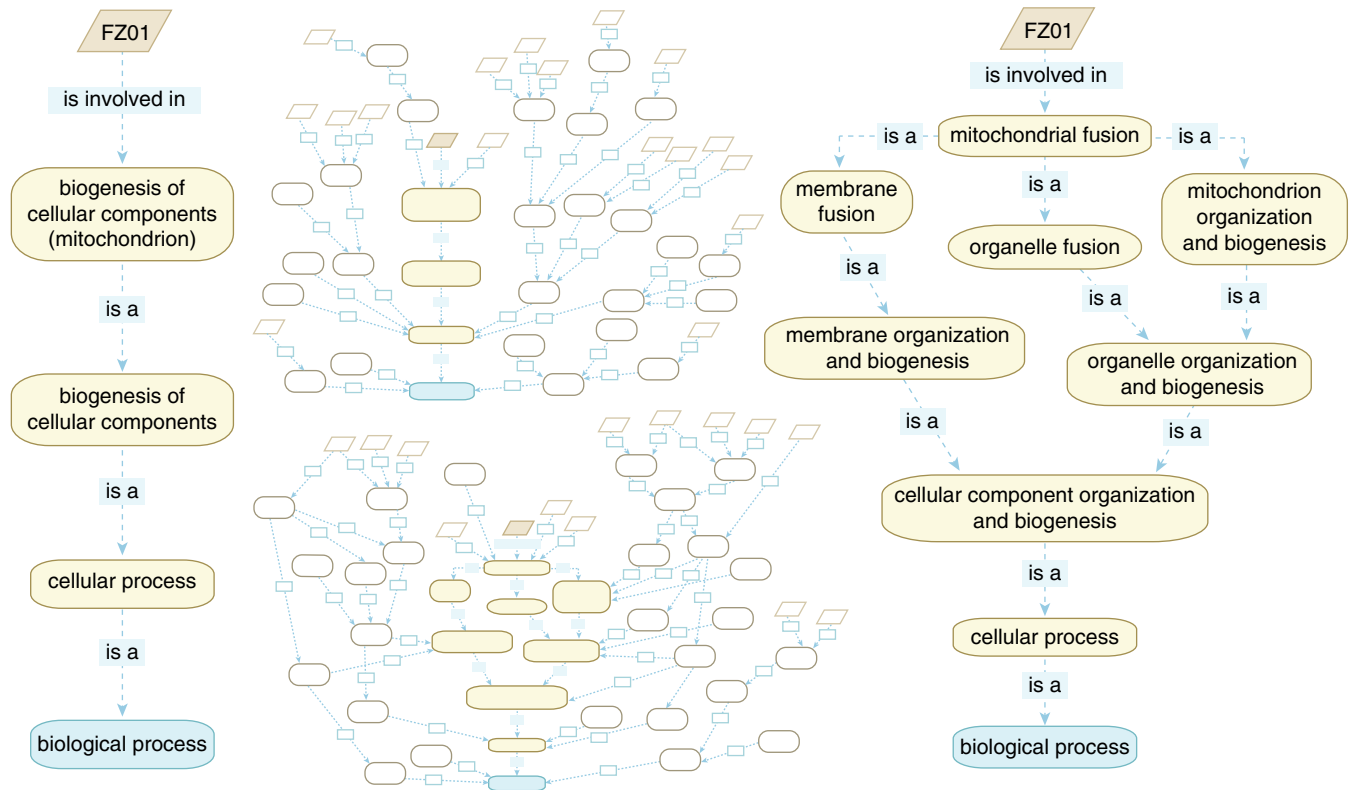 FZ01
is involved in
biogenesis of
cellular components
(mitochondrion)
is a
biogenesis of
cellular components
is a
cellular process
is a
biological process
FZ01
is involved in
mitochondrial fusion
is a
is a
is a
membrane
fusion
organelle fusion
mitochondrion
organization
and biogenesis
is a
is a
is a
membrane organization
and biogenesis
organelle organization
and biogenesis
is a
is a
cellular component organization
and biogenesis
is a
cellular process
is a
biological process